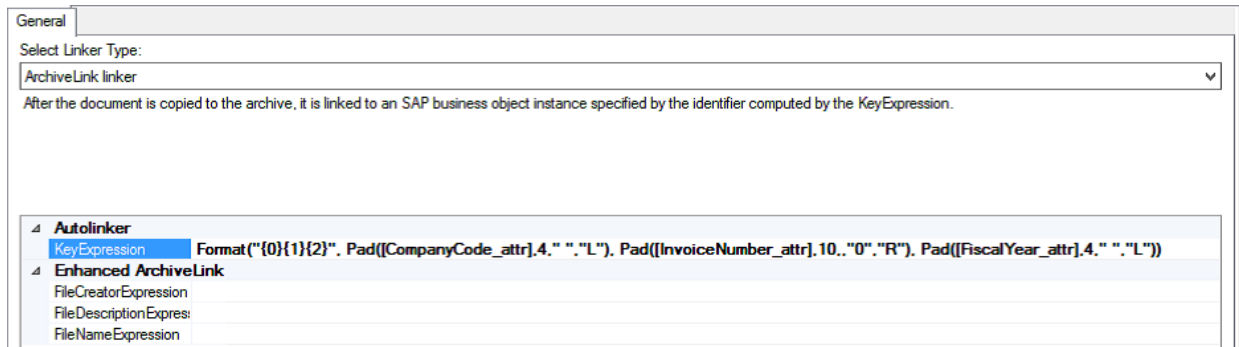 General
Select Linker Type:
ArchiveLink linker
After the document is copied to the archive, it is linked to an SAP business object instance specified by the identifier computed by the KeyExpression.
Autolinker
KeyExpression Format("{0}{1}{2}", Pad([CompanyCode_attr],4," ","L"), Pad([InvoiceNumber_attr],10,,"0","R"), Pad([FiscalYear_attr],4," ","L"))
Enhanced ArchiveLink
FileCreatorExpression
FileDescriptionExpres
FileNameExpression